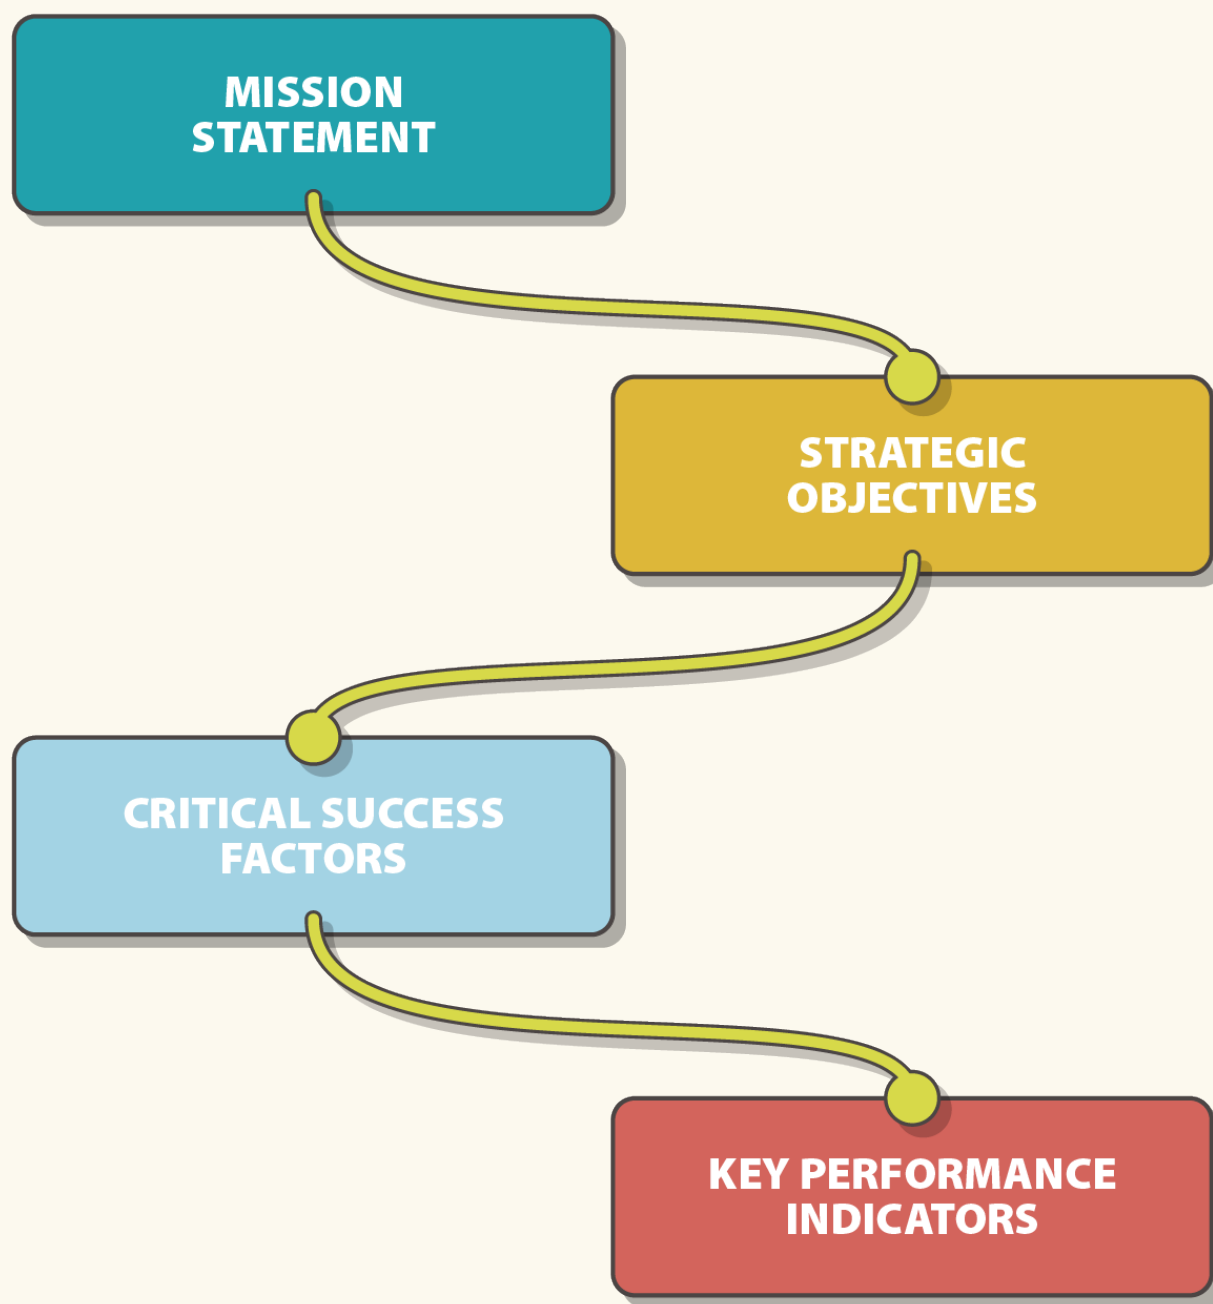 MISSION
STATEMENT
STRATEGIC
OBJECTIVES
CRITICAL SUCCESS
FACTORS
KEY PERFORMANCE
INDICATORS